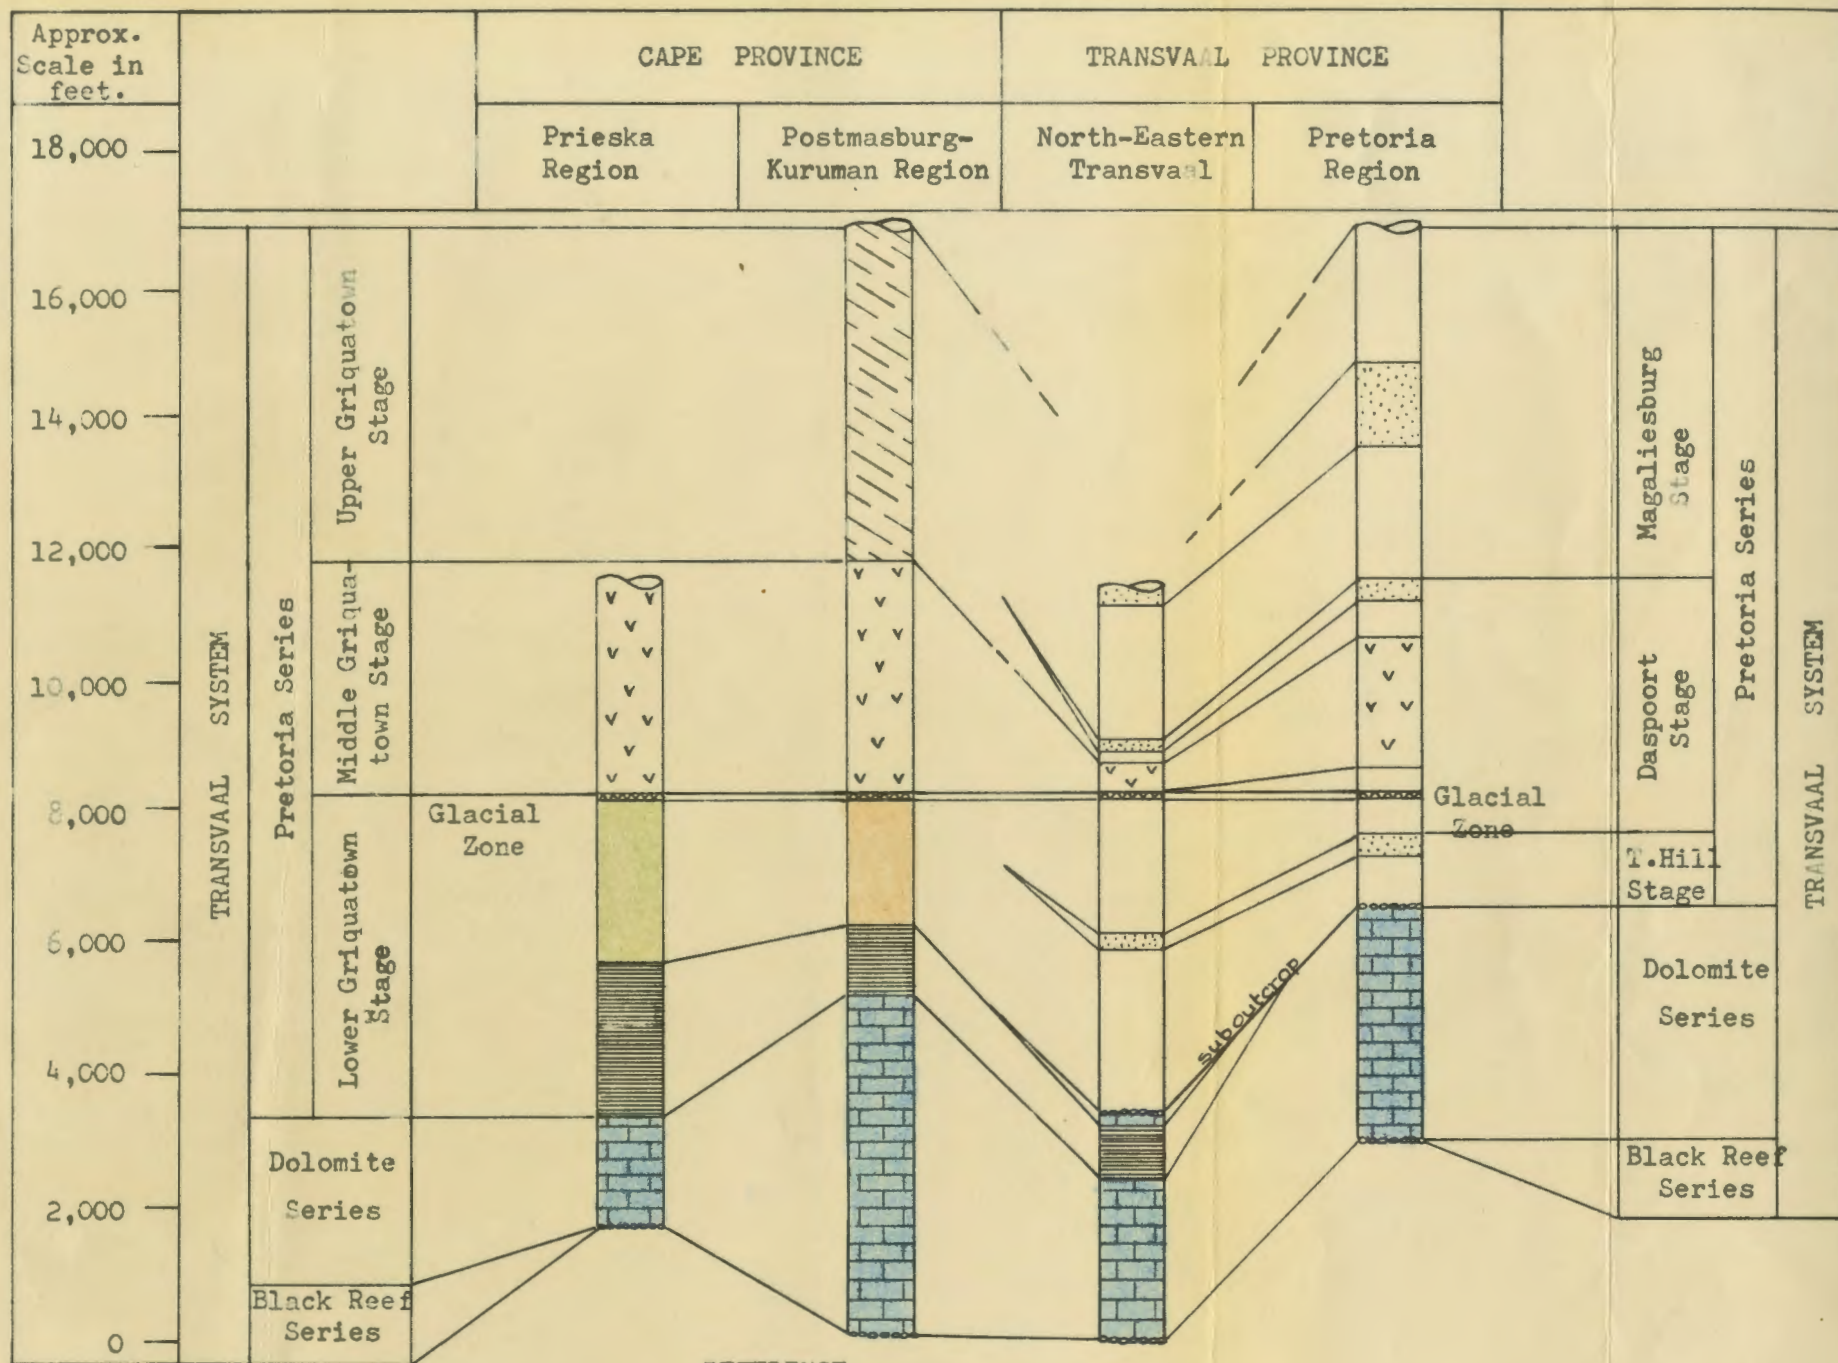 Approx.
Scale in
feet.
CAPE PROVINCE
TRANSVAAL PROVINCE
Prieska
Region
Postmasburg-
Kuruman Region
North-Eastern
Transvaal
Pretoria
Region
18,000
16,000
14,000
12,000
10,000
8,000
6,000
4,000
2,000
0
TRANSVAAL SYSTEM
Pretoria Series
Upper Griquatown
Stage
Middle Griqua-
town Stage
Lower Griquatown
Stage
Dolomite
Series
Black Reef
Series
Glacial
Zone
suboutcrop
Glacial
Zone
Magaliesburg
Stage
Daspoort
Stage
T.Hill
Stage
Pretoria Series
Dolomite
Series
Black Reef
Series
TRANSVAAL SYSTEM